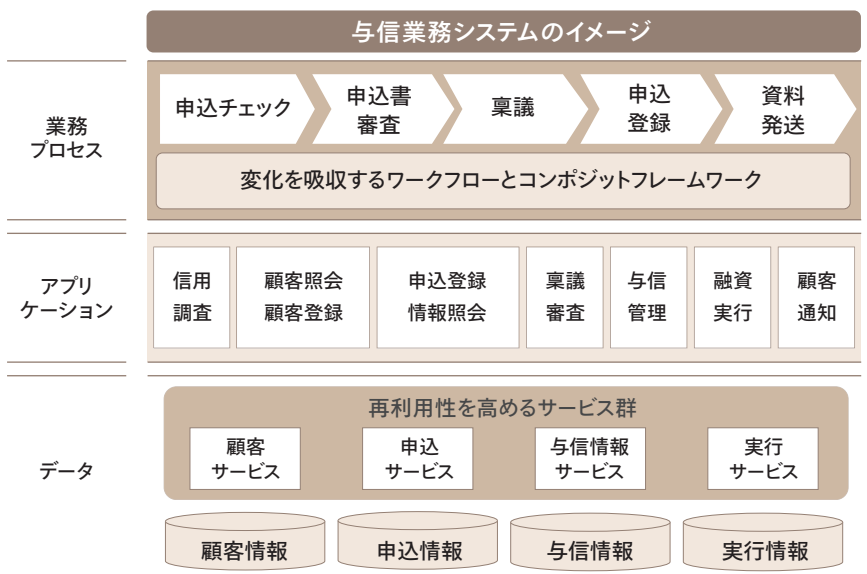 与信業務システムのイメージ
業務
プロセス
申込チェック
申込書
審査
稟議
申込
登録
資料
発送
変化を吸収するワークフローとコンポジットフレームワーク
アプリ
ケーション
信用
調査
顧客照会
顧客登録
申込登録
情報照会
稟議
審査
与信
管理
融資
実行
顧客
通知
データ
再利用性を高めるサービス群
顧客
サービス
申込
サービス
与信情報
サービス
実行
サービス
顧客情報
申込情報
与信情報
実行情報